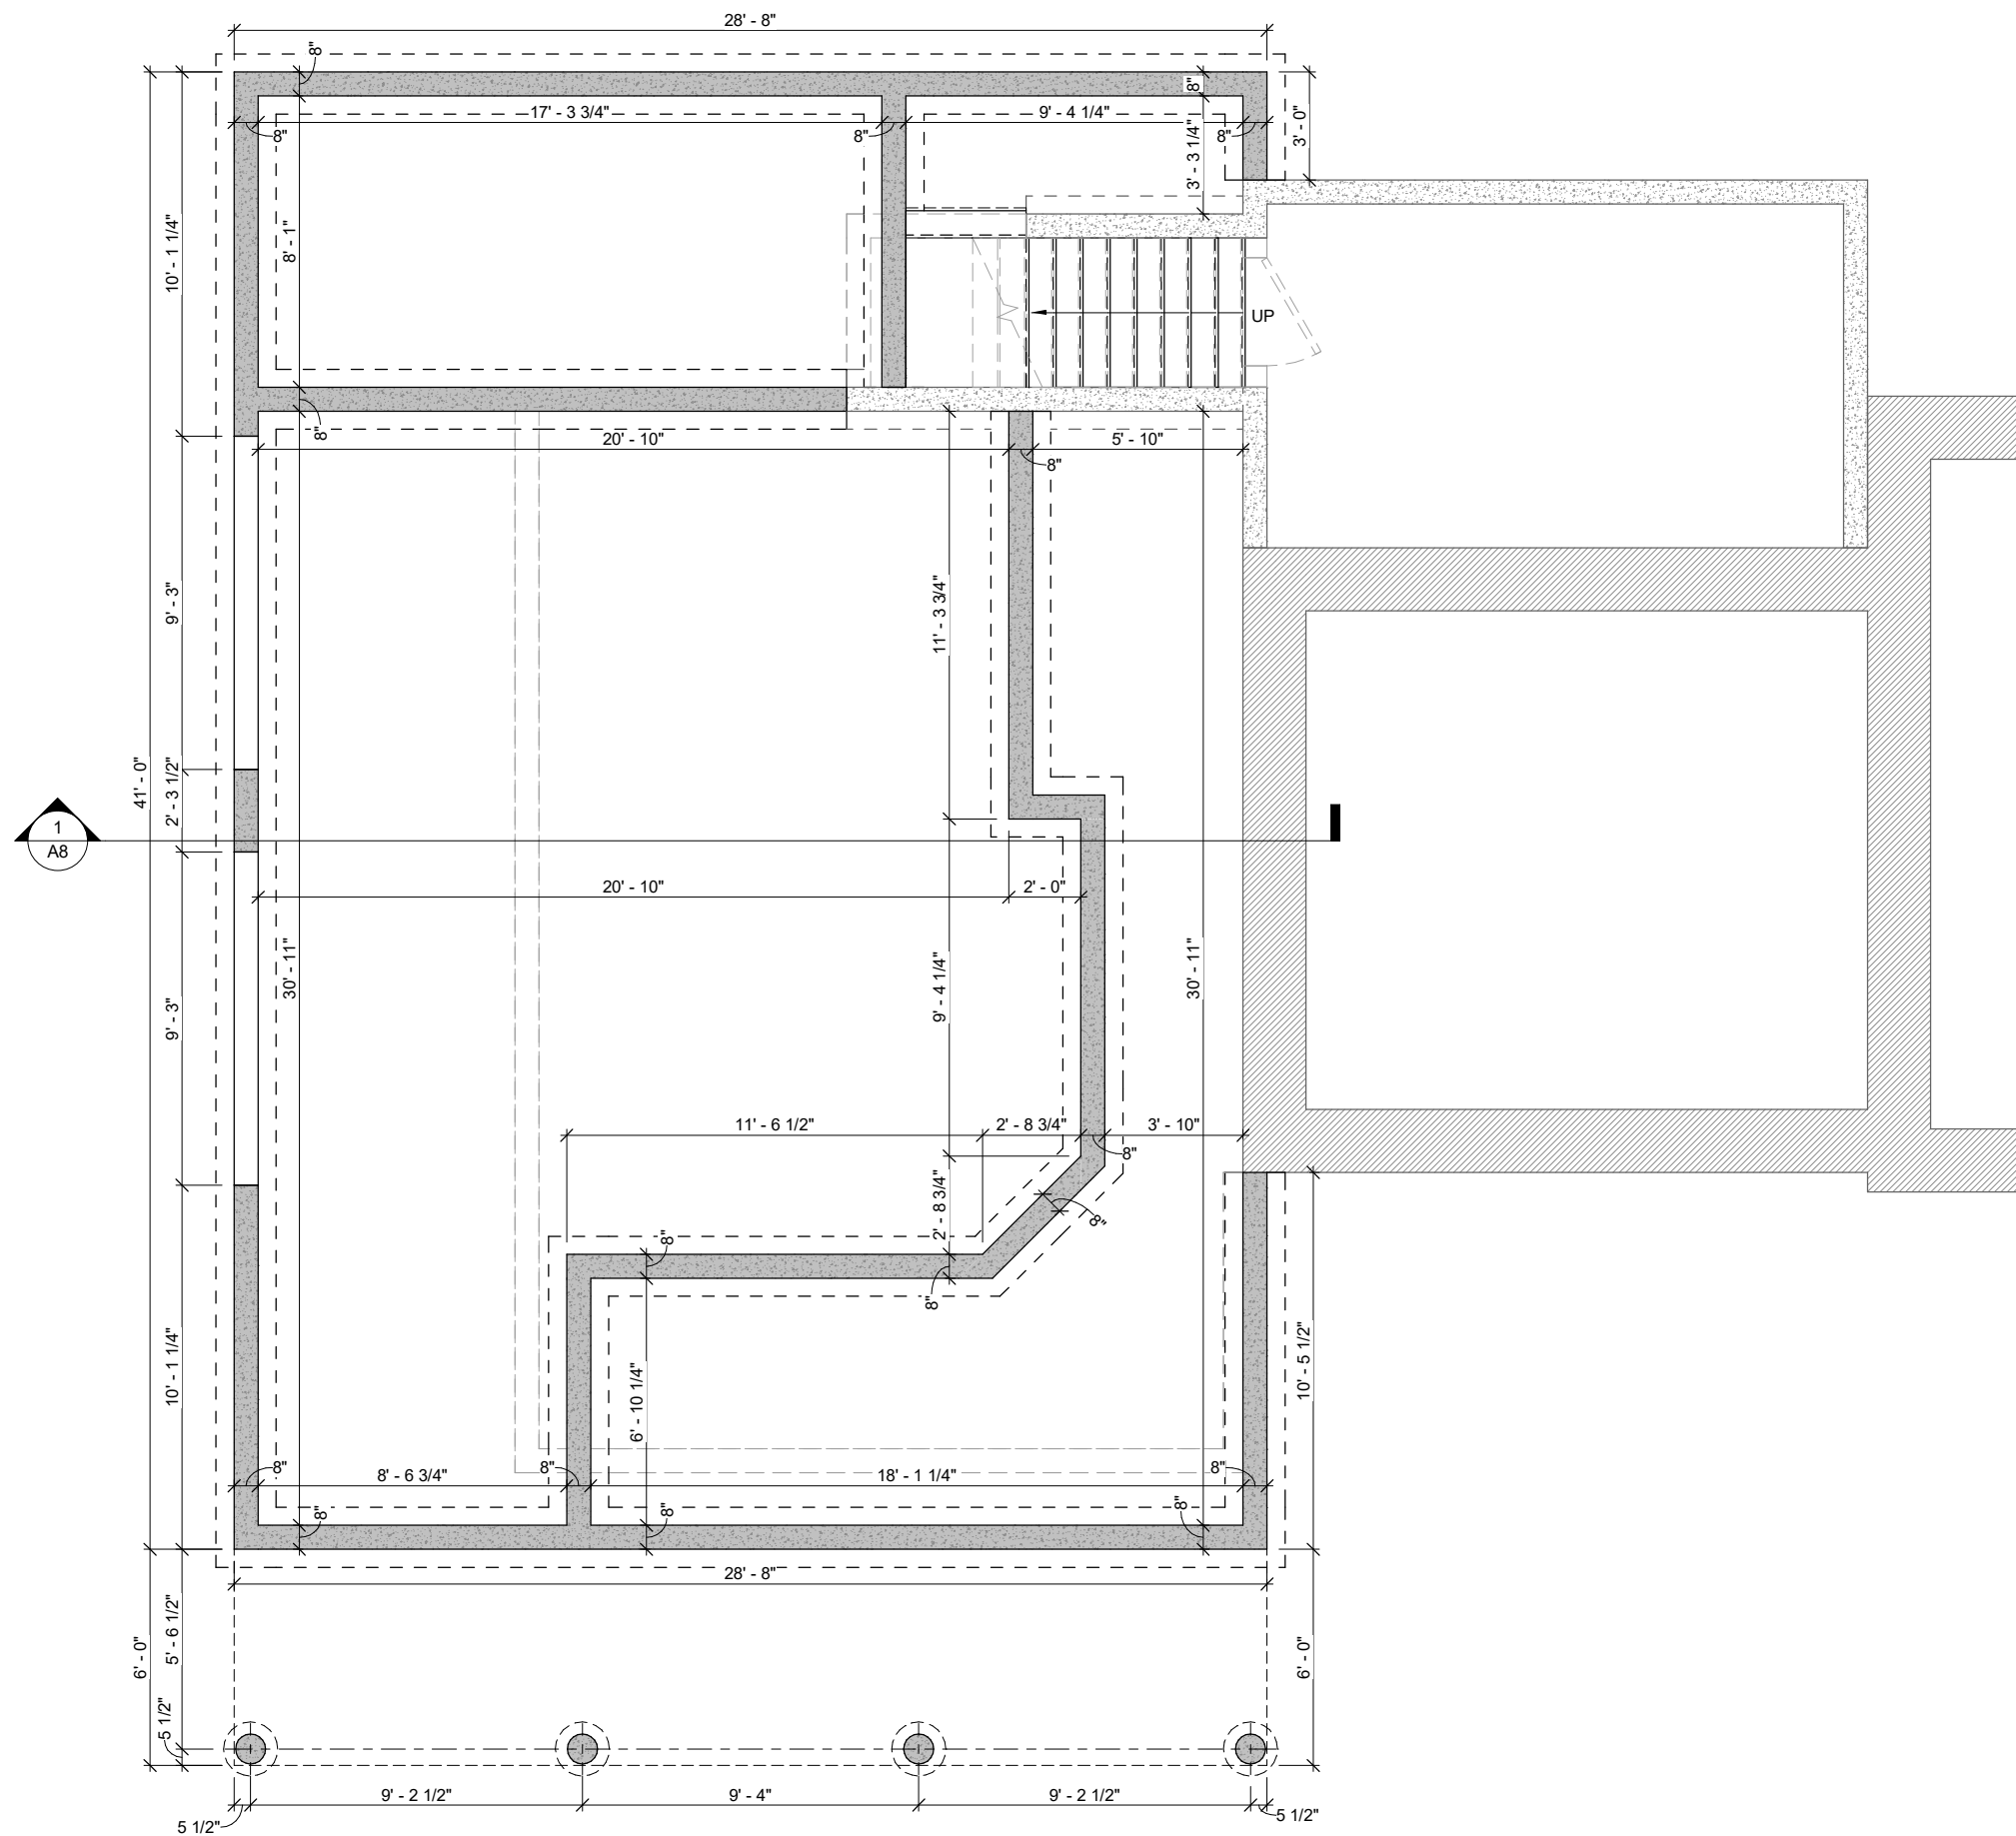 28' - 8"
8"
8"
17' - 3 3/4"
9' - 4 1/4"
8"
8"
8"
3' - 0"
3' - 3 1/4"
10' - 1 1/4"
8' - 1"
UP
8"
20' - 10"
5' - 10"
8"
9' - 3"
11' - 3 3/4"
41' - 0"
2' - 3 1/2"
1
A8
20' - 10"
2' - 0"
30' - 11"
9' - 4 1/4"
30' - 11"
9' - 3"
11' - 6 1/2"
2' - 8 3/4"
3' - 10"
8"
2' - 8 3/4"
8"
8"
8"
10' - 1 1/4"
6' - 10 1/4"
10' - 5 1/2"
8"
8' - 6 3/4"
8"
18' - 1 1/4"
8"
8"
8"
8"
28' - 8"
6' - 0"
5' - 6 1/2"
6' - 0"
5 1/2"
9' - 2 1/2"
9' - 4"
9' - 2 1/2"
5 1/2"
5 1/2"